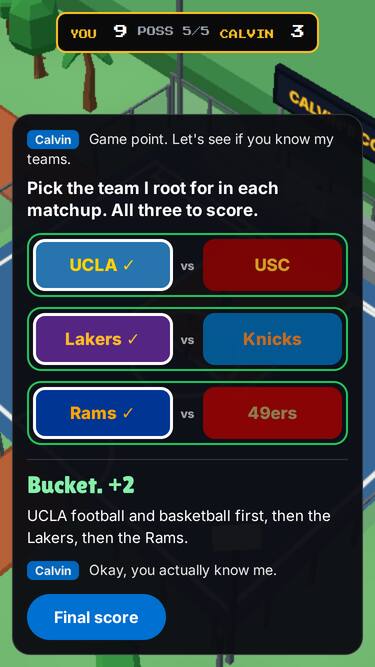 YOU 9 POSS 5/5 CALVIN 3
CALV
Calvin Game point. Let's see if you know my
teams.
Pick the team I root for in each
matchup. All three to score.
UCLA ✓ vs USC
Lakers ✓ vs Knicks
Rams ✓ vs 49ers
Bucket. +2
UCLA football and basketball first, then the
Lakers, then the Rams.
Calvin Okay, you actually know me.
Final score